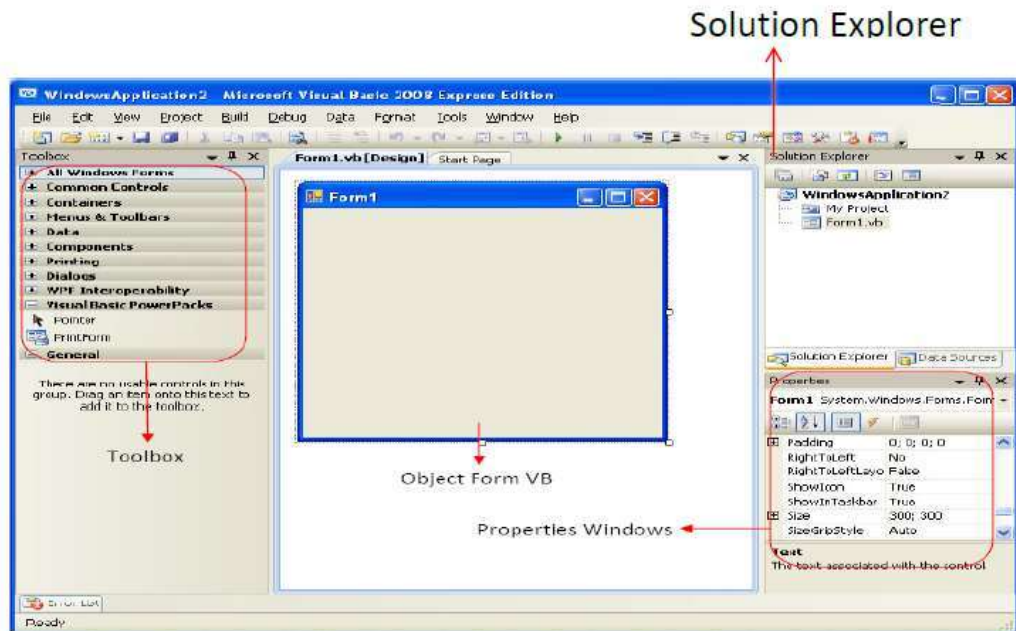 Solution Explorer
WindowsApplication2 - Microsoft Visual Basic 2008 Express Edition
File Edit View Project Build Debug Data Format Tools Window Help
Toolbox
Form1.vb [Design] Start Page
Solution Explorer
All Windows Forms
Common Controls
Containers
Menus & Toolbars
Data
Components
Printing
Dialogs
WPF Interoperability
Visual Basic PowerPacks
Pointer
PrintForm
General
There are no usable controls in this
group. Drag an item onto this text to
add it to the toolbox.
Toolbox
Form1
Object Form VB
Properties Windows
WindowsApplication2
My Project
Form1.vb
Solution Explorer Data Sources
Properties
Form1 System.Windows.Forms.Form
Padding 0; 0; 0; 0
RightToLeft No
RightToLeftLayo False
ShowIcon True
ShowInTaskbar True
Size 300; 300
SizeGripStyle Auto
Text
The text associated with the control
Error List
Ready